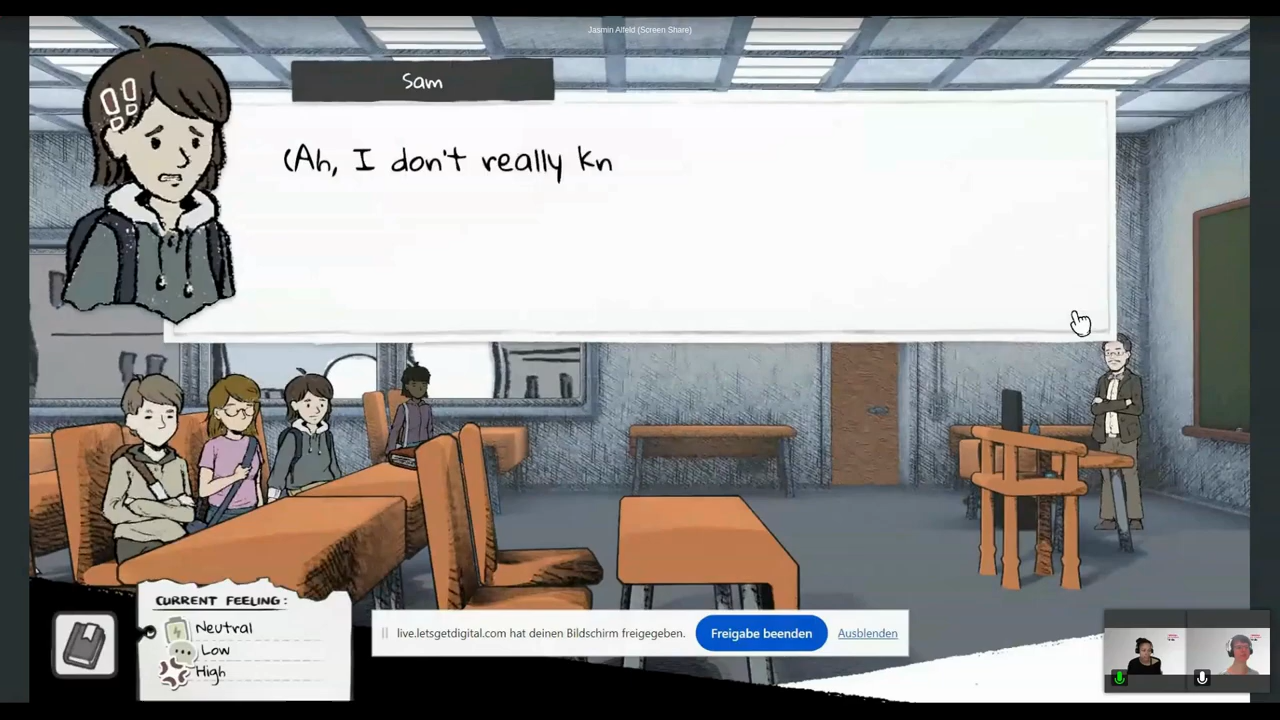 Jasmin Alfeld (Screen Share)
Sam
(Ah, I don't really kn
CURRENT FEELING:
Neutral
Low
High
live.letsgetdigital.com hat deinen Bildschirm freigegeben.
Freigabe beenden
Ausblenden